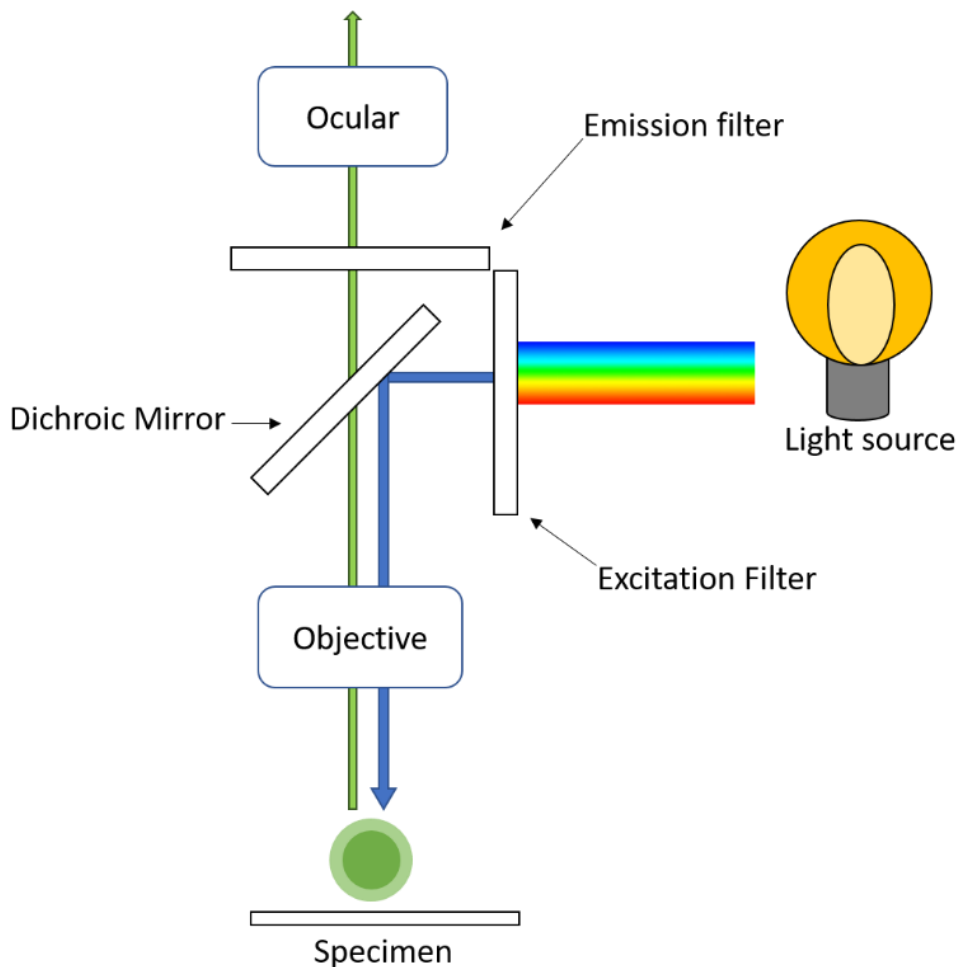 Ocular
Emission filter
Dichroic Mirror
Light source
Excitation Filter
Objective
Specimen